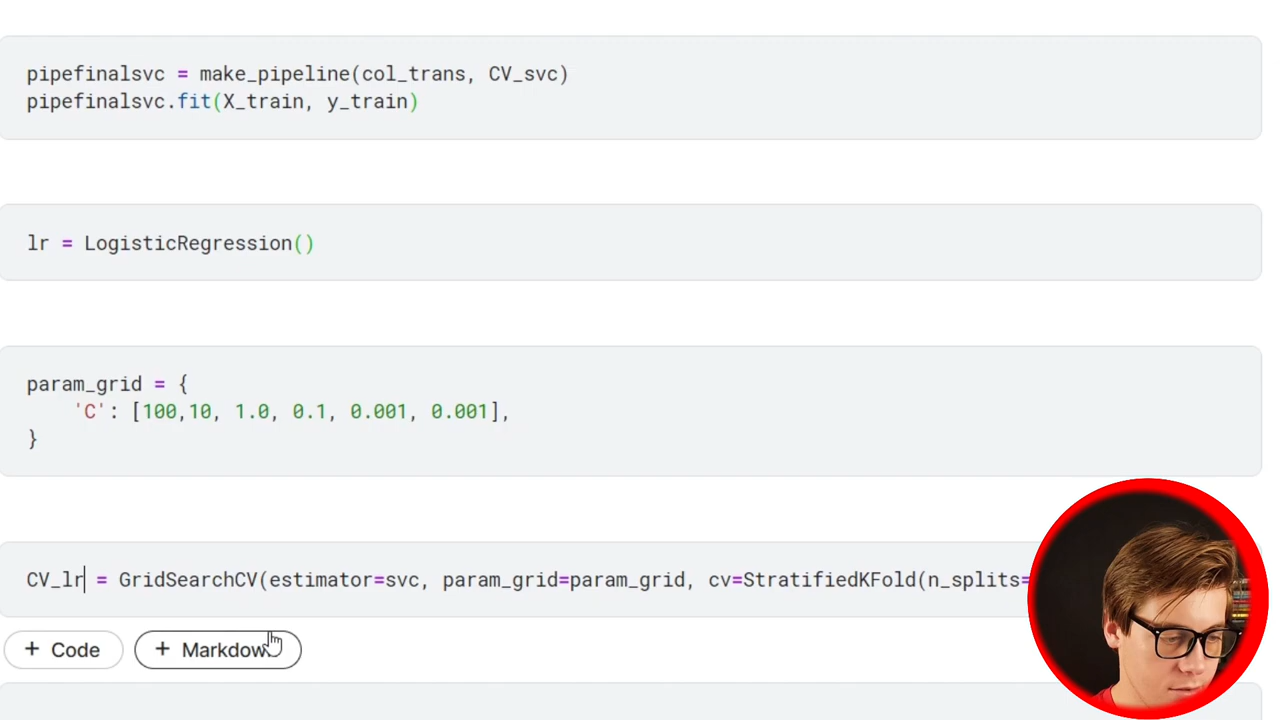 pipefinalsvc = make_pipeline(col_trans, CV_svc)
pipefinalsvc.fit(X_train, y_train)
lr = LogisticRegression()
param_grid = {
'C': [100,10, 1.0, 0.1, 0.001, 0.001],
}
CV_lr = GridSearchCV(estimator=svc, param_grid=param_grid, cv=StratifiedKFold(n_splits=
+ Code + Markdown